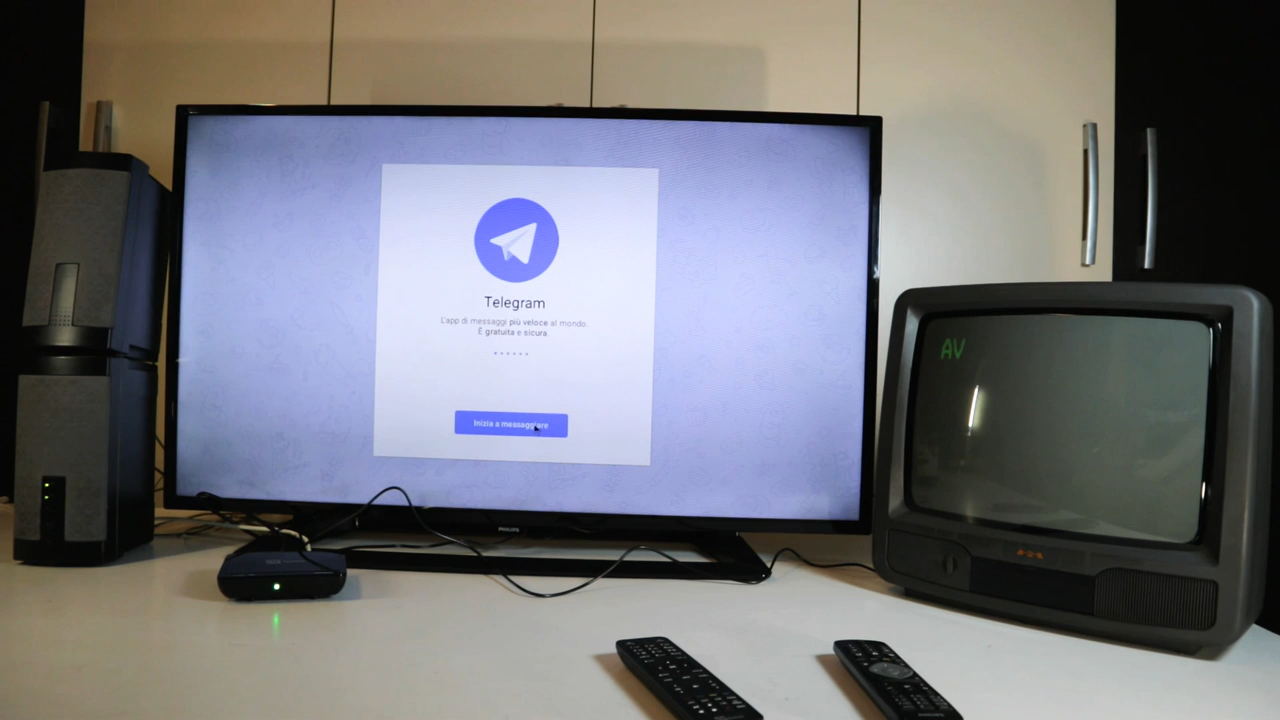 Telegram
L'app di messaggi più veloce al mondo.
È gratuita e sicura.
Inizia a messaggiare
AV
PHILIPS